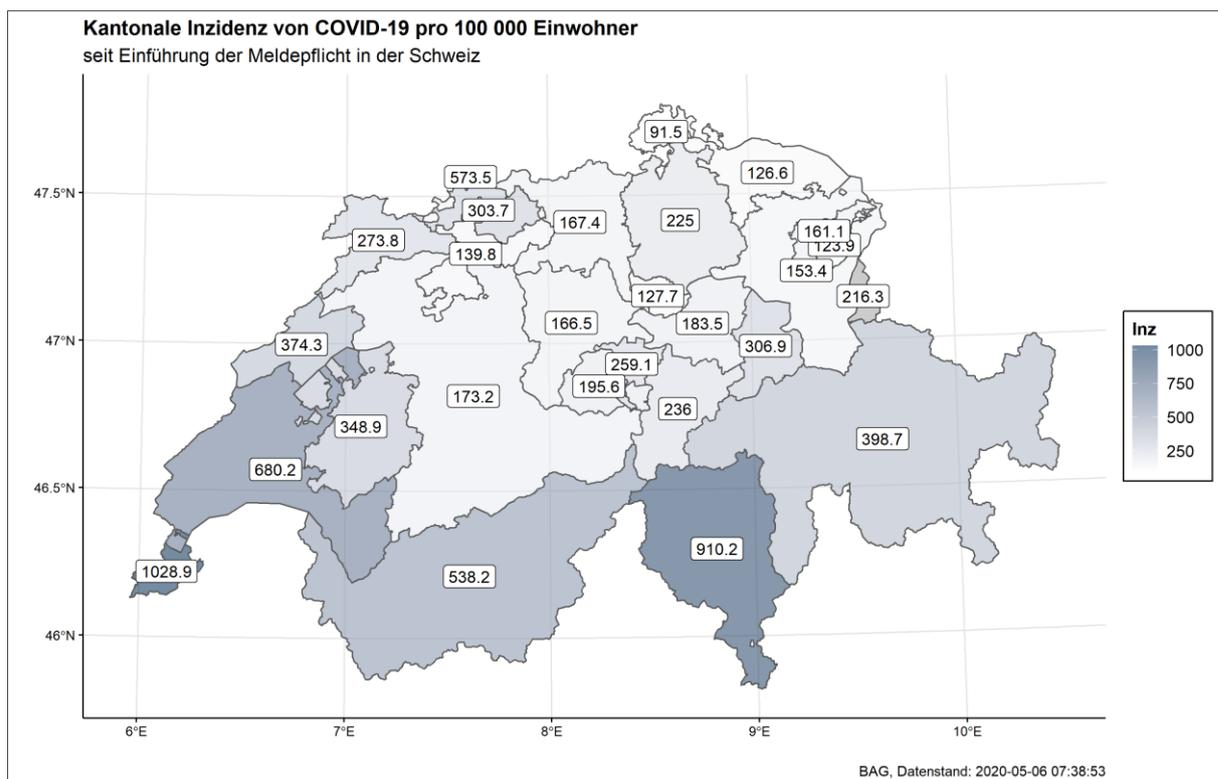 Kantonale Inzidenz von COVID-19 pro 100 000 Einwohner
seit Einführung der Meldepflicht in der Schweiz
91.5
126.6
573.5
303.7
167.4
225
161.1
123.9
273.8
139.8
153.4
127.7
216.3
166.5
183.5
374.3
306.9
259.1
195.6
173.2
236
348.9
398.7
680.2
910.2
1028.9
538.2
47.5°N
47°N
46.5°N
46°N
6°E
7°E
8°E
9°E
10°E
Inz
1000
750
500
250
BAG, Datenstand: 2020-05-06 07:38:53